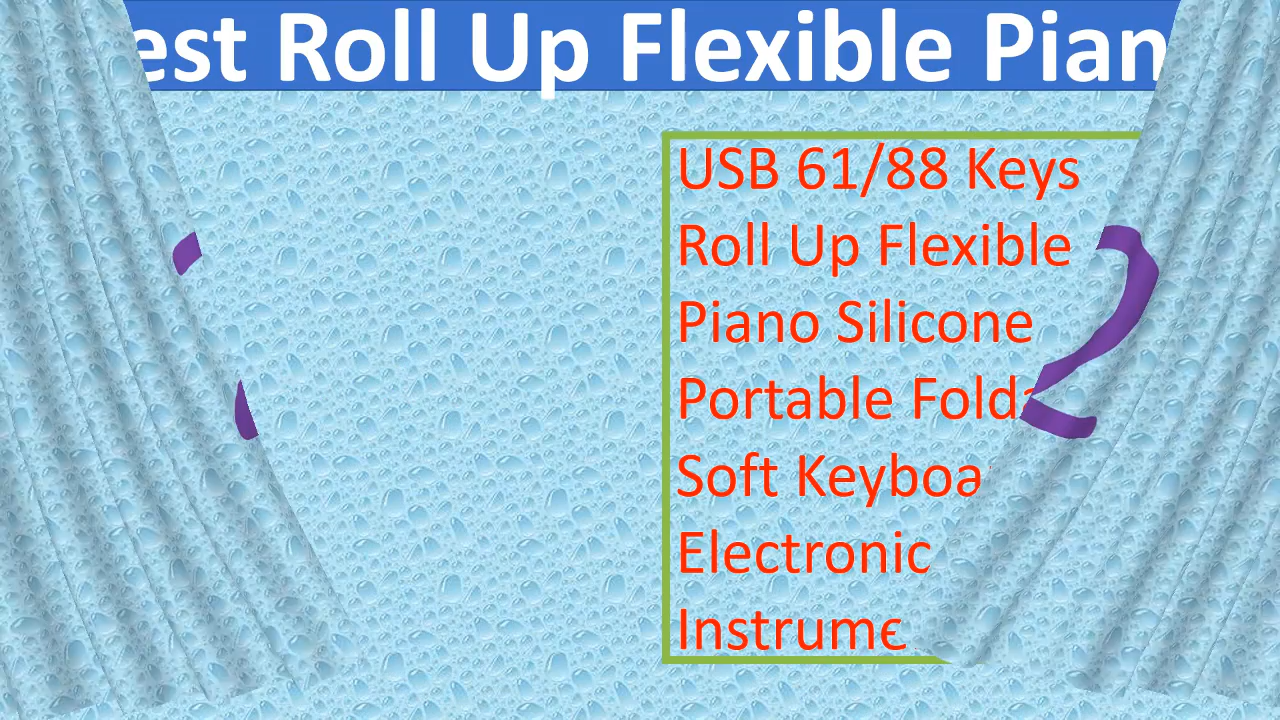 est Roll Up Flexible Pian
USB 61/88 Keys
Roll Up Flexible
Piano Silicone
Portable Folda
Soft Keyboa
Electronic
Instrume
2